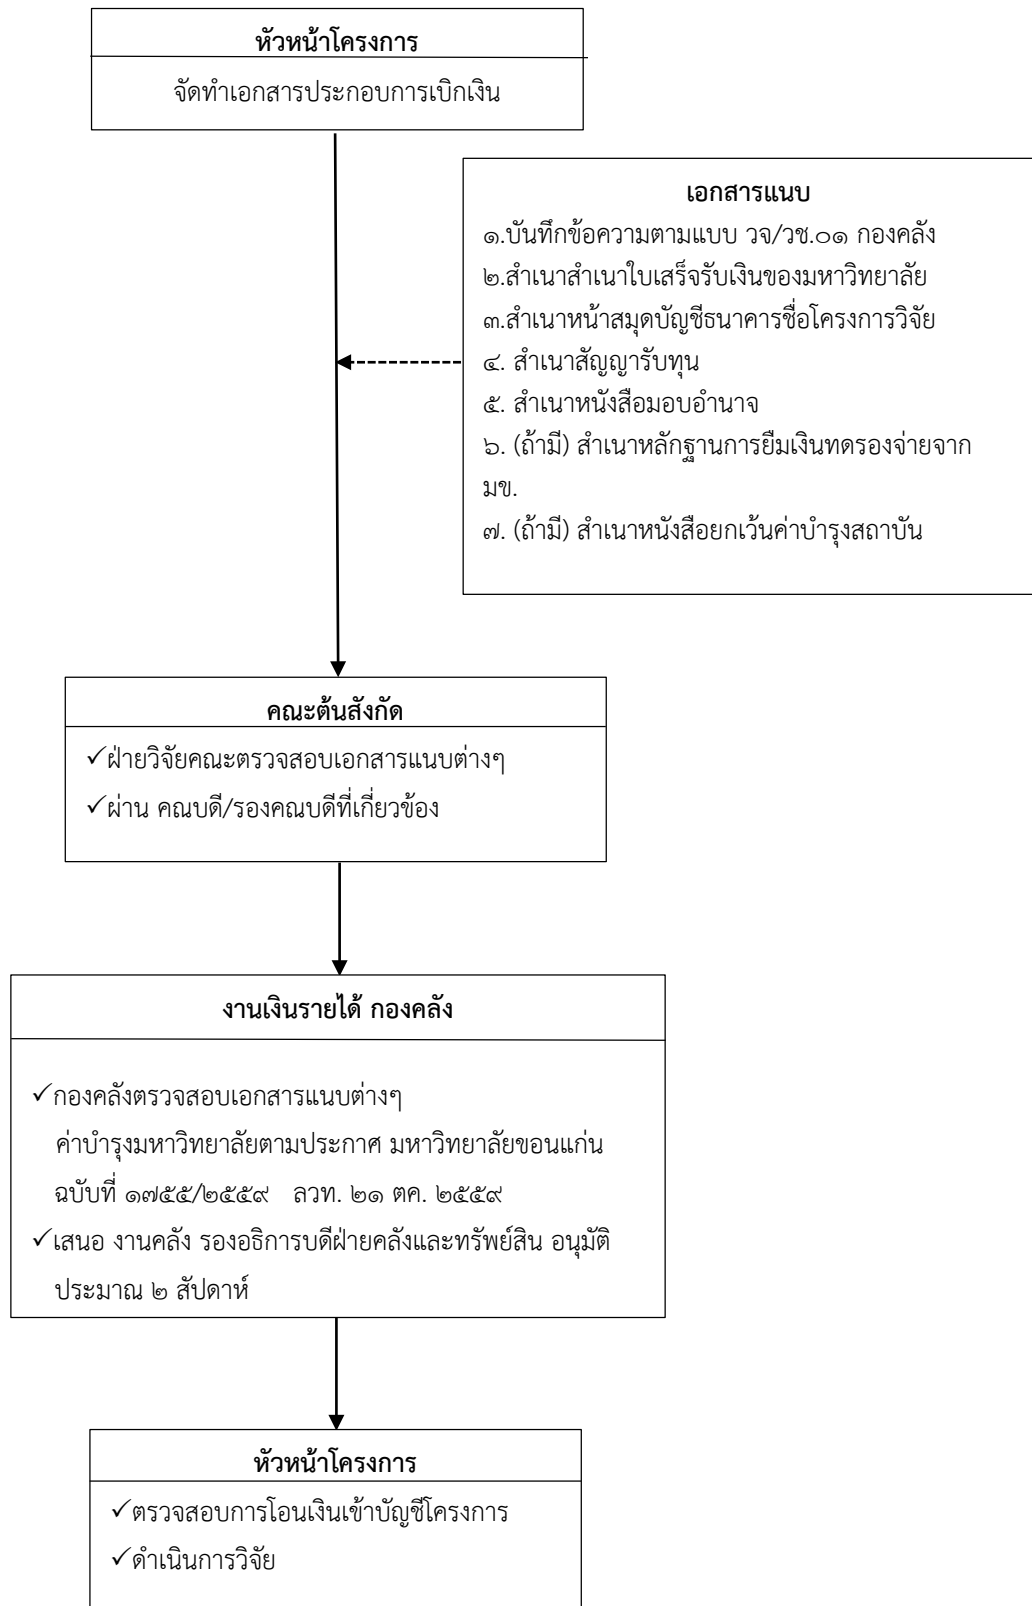 หัวหน้าโครงการ
จัดทำเอกสารประกอบการเบิกเงิน
เอกสารแนบ
๑.บันทึกข้อความตามแบบ วจ/วช.๐๑ กองคลัง
๒.สำเนาสำเนาใบเสร็จรับเงินของมหาวิทยาลัย
๓.สำเนาหน้าสมุดบัญชีธนาคารชื่อโครงการวิจัย
๔. สำเนาสัญญารับทุน
๕. สำเนาหนังสือมอบอำนาจ
๖. (ถ้ามี) สำเนาหลักฐานการยืมเงินทดรองจ่ายจาก
มข.
๗. (ถ้ามี) สำเนาหนังสือยกเว้นค่าบำรุงสถาบัน
คณะต้นสังกัด
✓ฝ่ายวิจัยคณะตรวจสอบเอกสารแนบต่างๆ
✓ผ่าน คณบดี/รองคณบดีที่เกี่ยวข้อง
งานเงินรายได้ กองคลัง
✓กองคลังตรวจสอบเอกสารแนบต่างๆ
ค่าบำรุงมหาวิทยาลัยตามประกาศ มหาวิทยาลัยขอนแก่น
ฉบับที่ ๑๗๕๕/๒๕๕๙ ลวท. ๒๑ ตค. ๒๕๕๙
✓เสนอ งานคลัง รองอธิการบดีฝ่ายคลังและทรัพย์สิน อนุมัติ
ประมาณ ๒ สัปดาห์
หัวหน้าโครงการ
✓ตรวจสอบการโอนเงินเข้าบัญชีโครงการ
✓ดำเนินการวิจัย